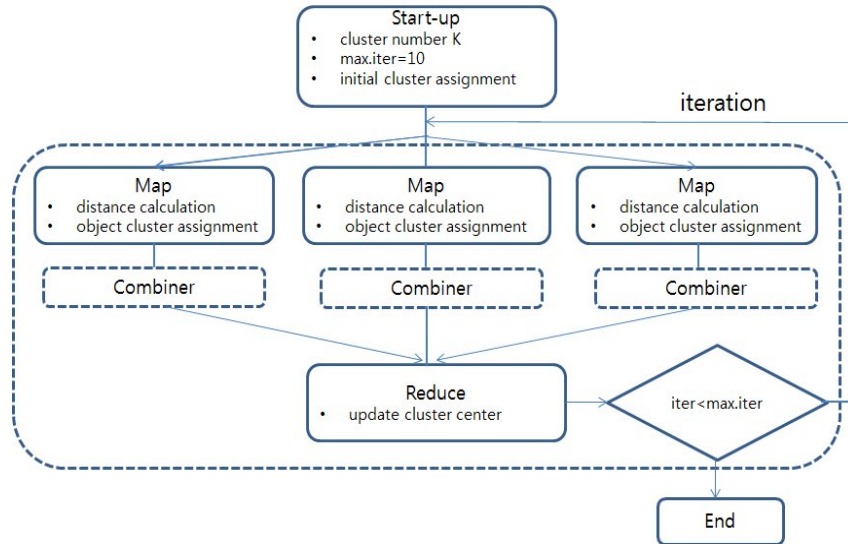 Start-up
• cluster number K
• max.iter=10
• initial cluster assignment
iteration
Map
• distance calculation
• object cluster assignment
Map
• distance calculation
• object cluster assignment
Map
• distance calculation
• object cluster assignment
Combiner
Combiner
Combiner
Reduce
• update cluster center
iter<max.iter
End